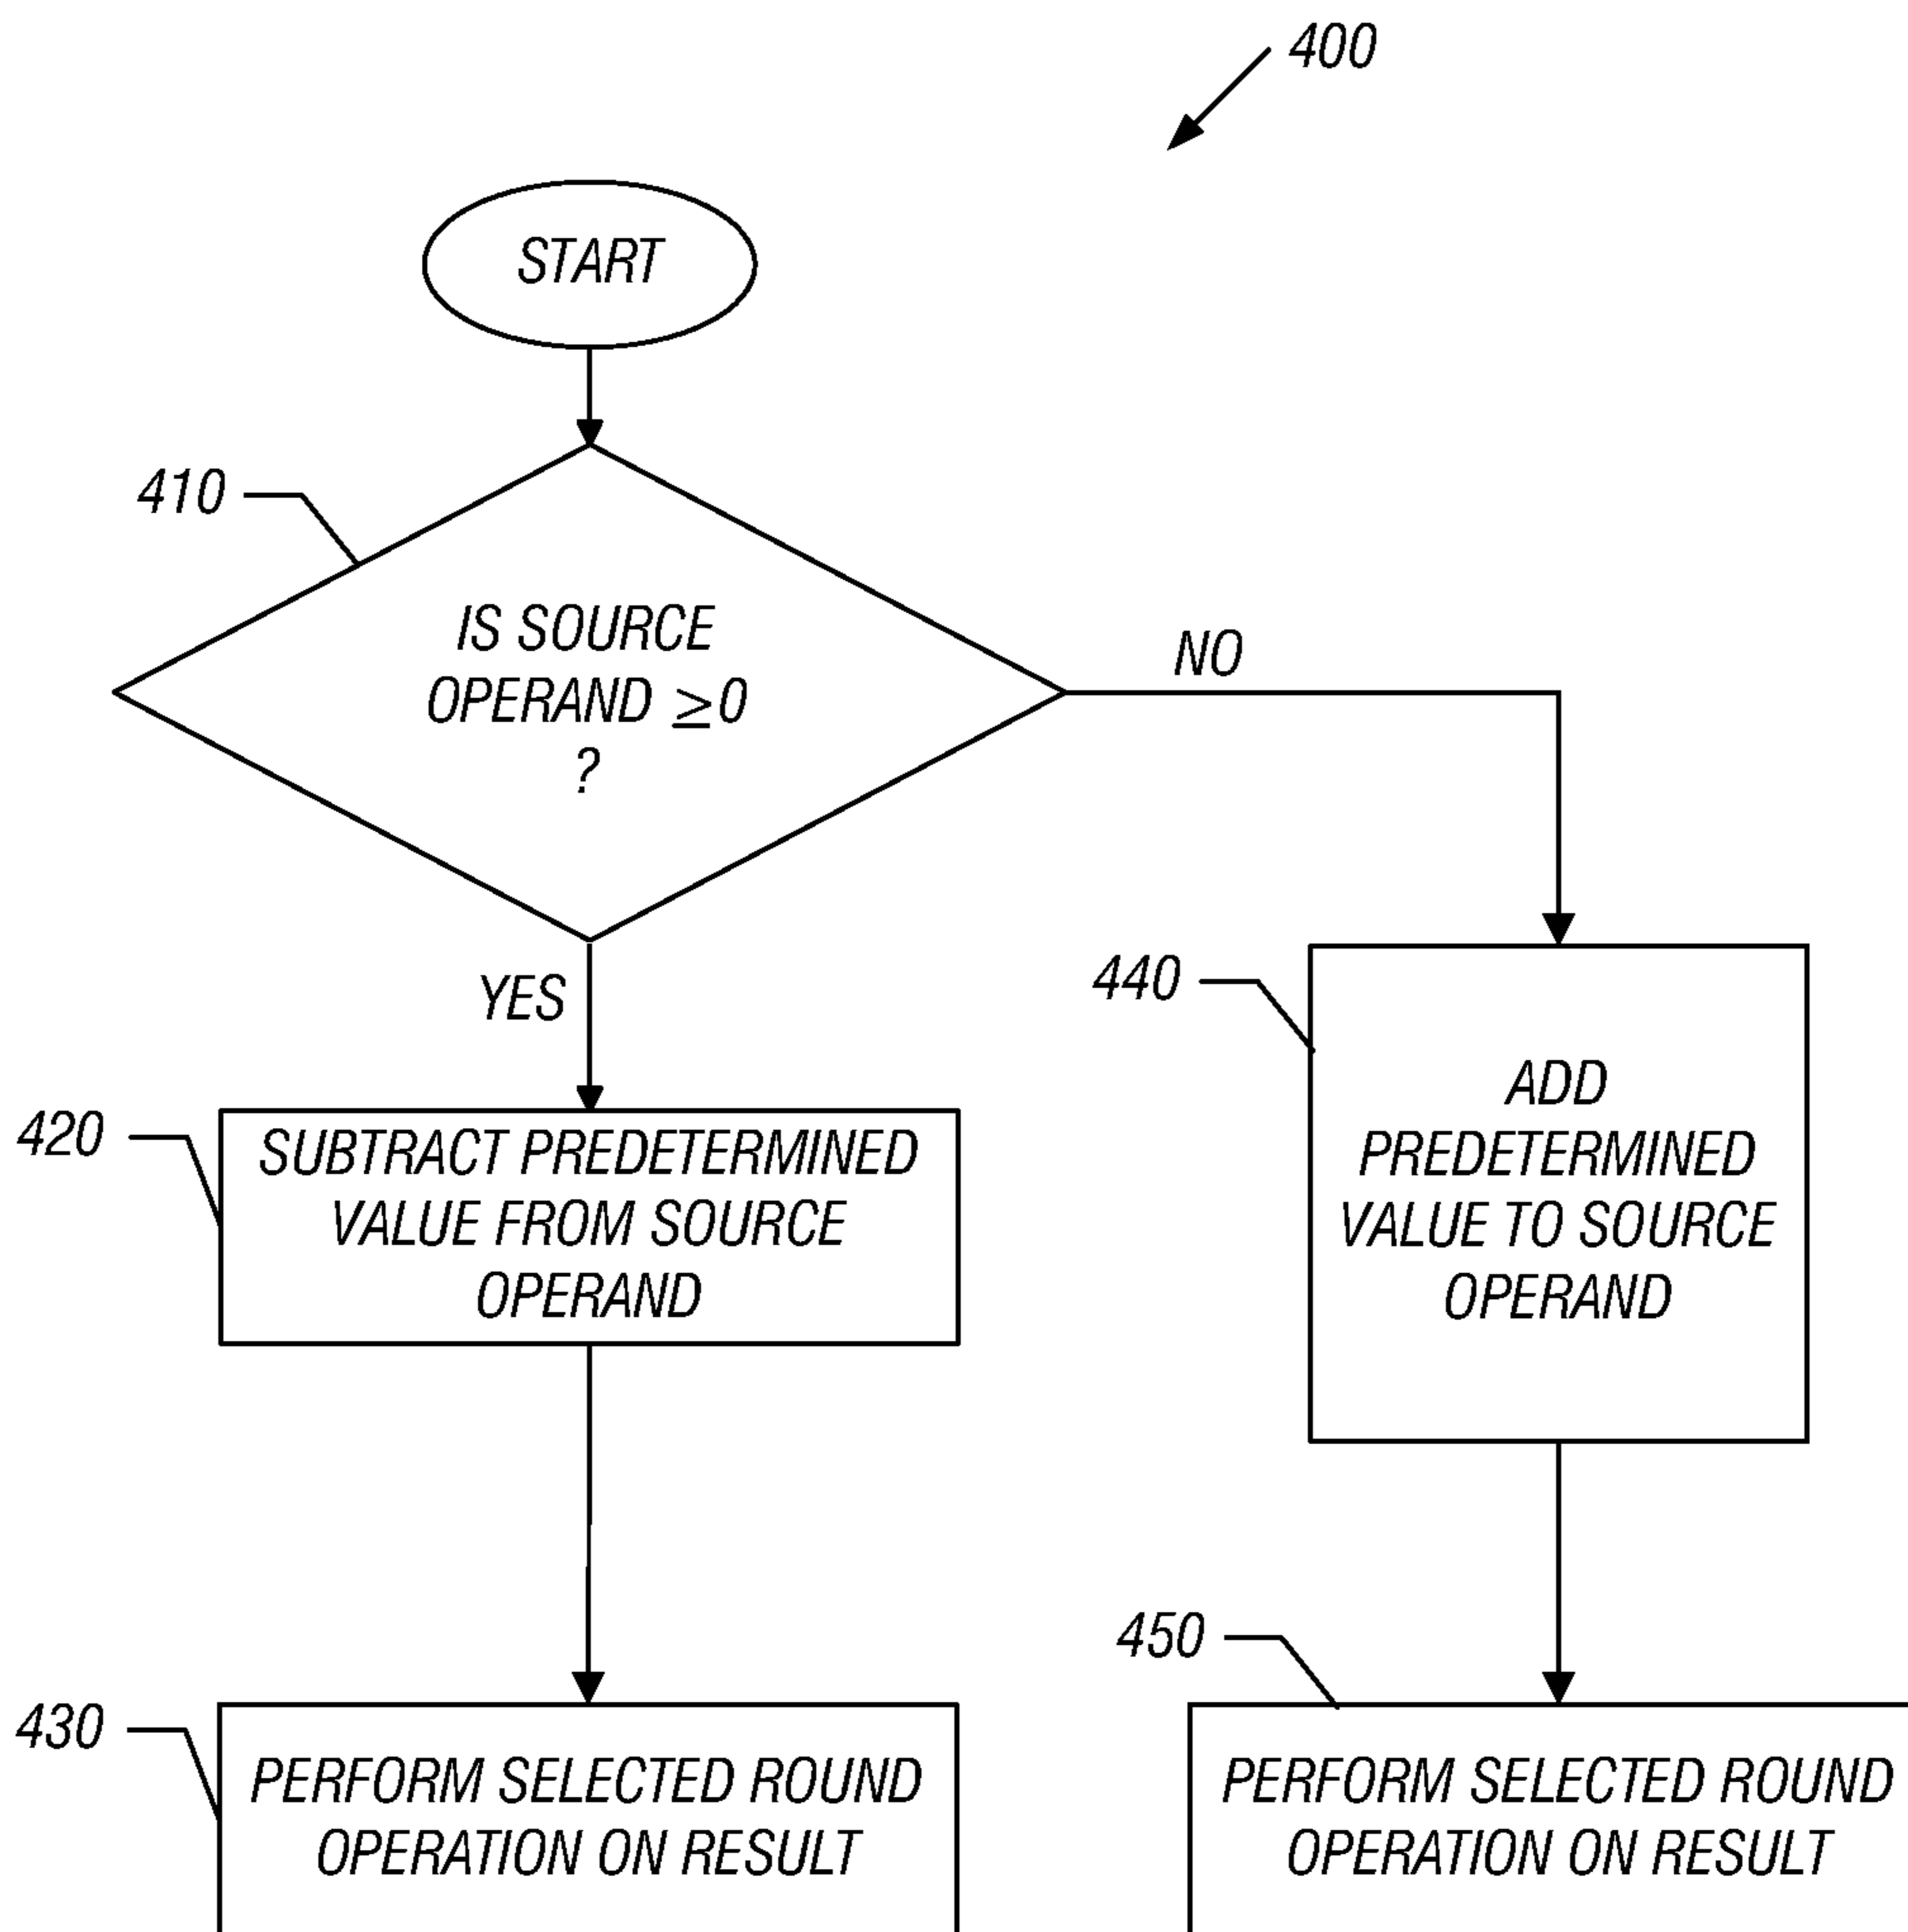 400
START
410
IS SOURCE
OPERAND ≥0
?
NO
YES
440
ADD
PREDETERMINED
VALUE TO SOURCE
OPERAND
420
SUBTRACT PREDETERMINED
VALUE FROM SOURCE
OPERAND
450
430
PERFORM SELECTED ROUND
OPERATION ON RESULT
PERFORM SELECTED ROUND
OPERATION ON RESULT